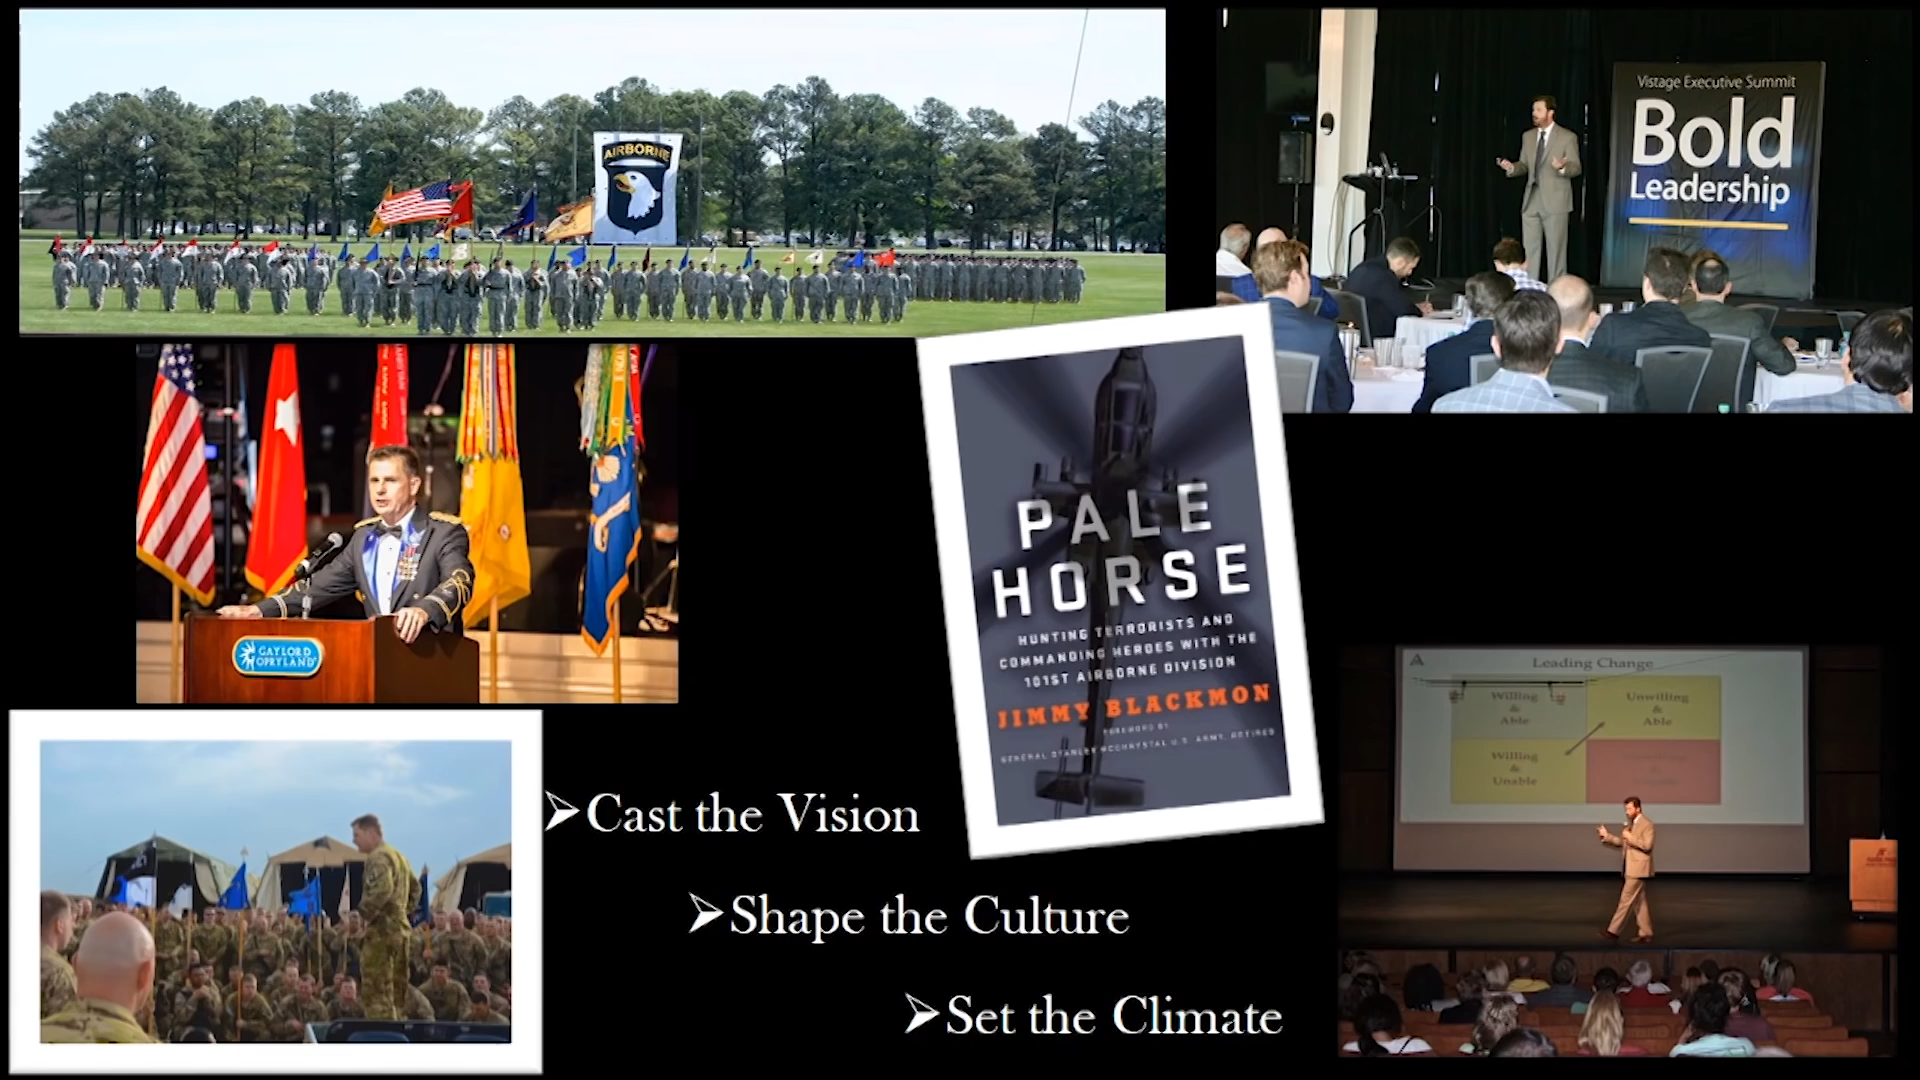 AIRBORNE
Vistage Executive Summit
Bold
Leadership
GAYLORD
OPRYLAND
PALE
HORSE
HUNTING TERRORISTS AND
COMMANDING HEROES WITH THE
101ST AIRBORNE DIVISION
JIMMY BLACKMON
FOREWORD BY
GENERAL STANLEY MCCHRYSTAL U.S. ARMY, RETIRED
Leading Change
Willing
&
Able
Unwilling
&
Able
Willing
&
Unable
➢Cast the Vision
➢Shape the Culture
➢Set the Climate